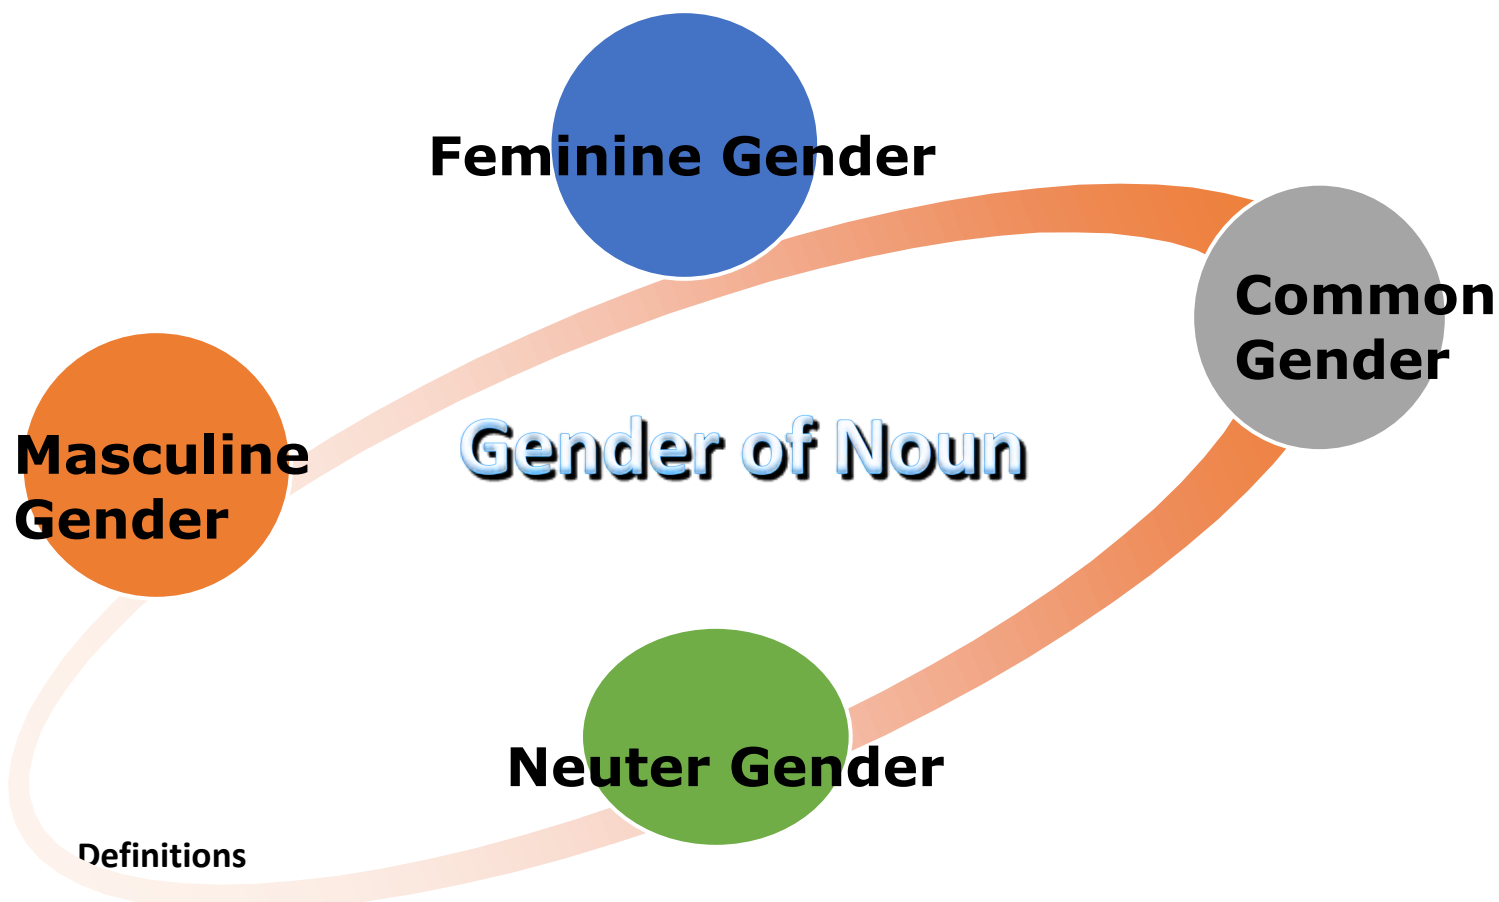 Feminine Gender
Common
Gender
Masculine
Gender
Gender of Noun
Neuter Gender
Definitions